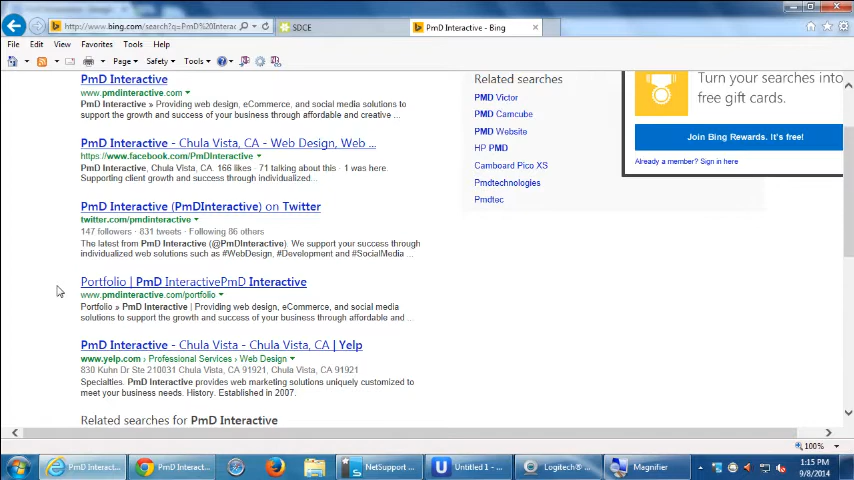 http://www.bing.com/search?q=PmD%20Interac
SDCE
PmD Interactive - Bing
File Edit View Favorites Tools Help
Page Safety Tools
PmD Interactive
www.pmdinteractive.com
PmD Interactive » Providing web design, eCommerce, and social media solutions to
support the growth and success of your business through affordable and creative ...
PmD Interactive - Chula Vista, CA - Web Design, Web ...
https://www.facebook.com/PmDInteractive
PmD Interactive, Chula Vista, CA. 166 likes · 71 talking about this · 1 was here.
Supporting client growth and success through individualized...
PmD Interactive (PmDInteractive) on Twitter
twitter.com/pmdinteractive
147 followers · 831 tweets · Following 86 others
The latest from PmD Interactive (@PmDInteractive). We support your success through
individualized web solutions such as #WebDesign, #Development and #SocialMedia ...
Portfolio | PmD InteractivePmD Interactive
www.pmdinteractive.com/portfolio
Portfolio » PmD Interactive | Providing web design, eCommerce, and social media
solutions to support the growth and success of your business through affordable and ...
PmD Interactive - Chula Vista - Chula Vista, CA | Yelp
www.yelp.com › Professional Services › Web Design
830 Kuhn Dr Ste 210031 Chula Vista, CA 91921, Chula Vista, CA 91921
Specialties. PmD Interactive provides web marketing solutions uniquely customized to
meet your business needs. History. Established in 2007.
Related searches for PmD Interactive
Related searches
PMD Victor
PMD Camcube
PMD Website
HP PMD
Camboard Pico XS
Pmdtechnologies
Pmdtec
Turn your searches into
free gift cards.
Join Bing Rewards. It's free!
Already a member? Sign in here
100%
PmD Interact...
PmD Interact...
NetSupport ...
Untitled 1 - ...
Logitech® ...
Magnifier
1:15 PM
9/8/2014